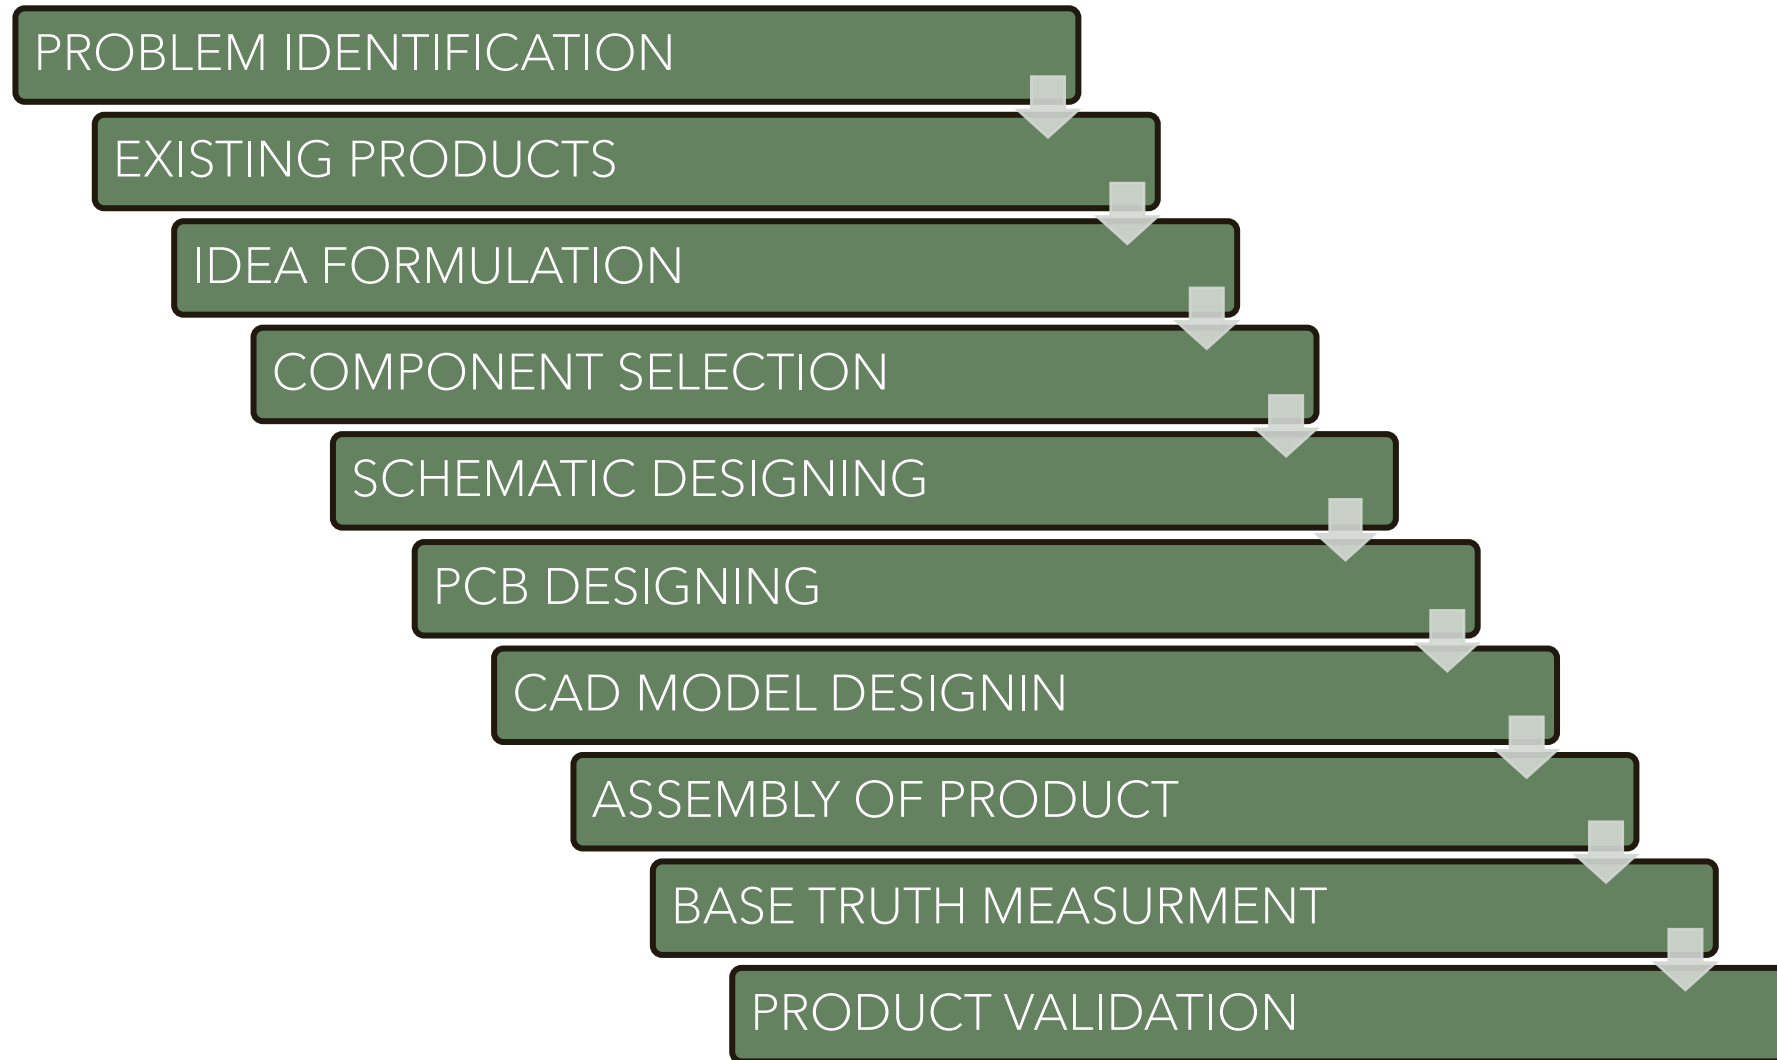 PROBLEM IDENTIFICATION
EXISTING PRODUCTS
IDEA FORMULATION
COMPONENT SELECTION
SCHEMATIC DESIGNING
PCB DESIGNING
CAD MODEL DESIGNIN
ASSEMBLY OF PRODUCT
BASE TRUTH MEASURMENT
PRODUCT VALIDATION